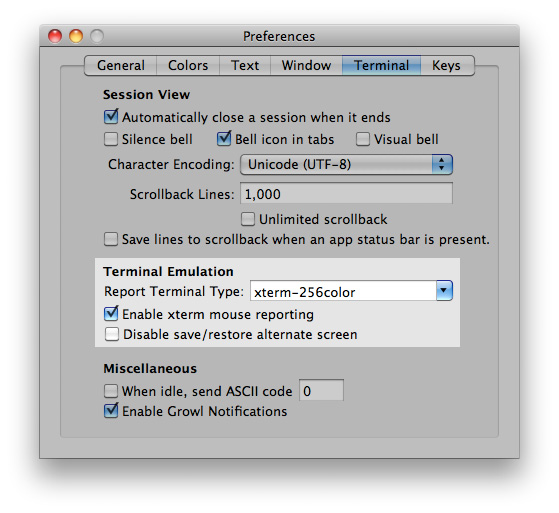 Preferences
General Colors Text Window Terminal Keys
Session View
Automatically close a session when it ends
Silence bell Bell icon in tabs Visual bell
Character Encoding: Unicode (UTF-8)
Scrollback Lines: 1,000
Unlimited scrollback
Save lines to scrollback when an app status bar is present.
Terminal Emulation
Report Terminal Type: xterm-256color
Enable xterm mouse reporting
Disable save/restore alternate screen
Miscellaneous
When idle, send ASCII code 0
Enable Growl Notifications